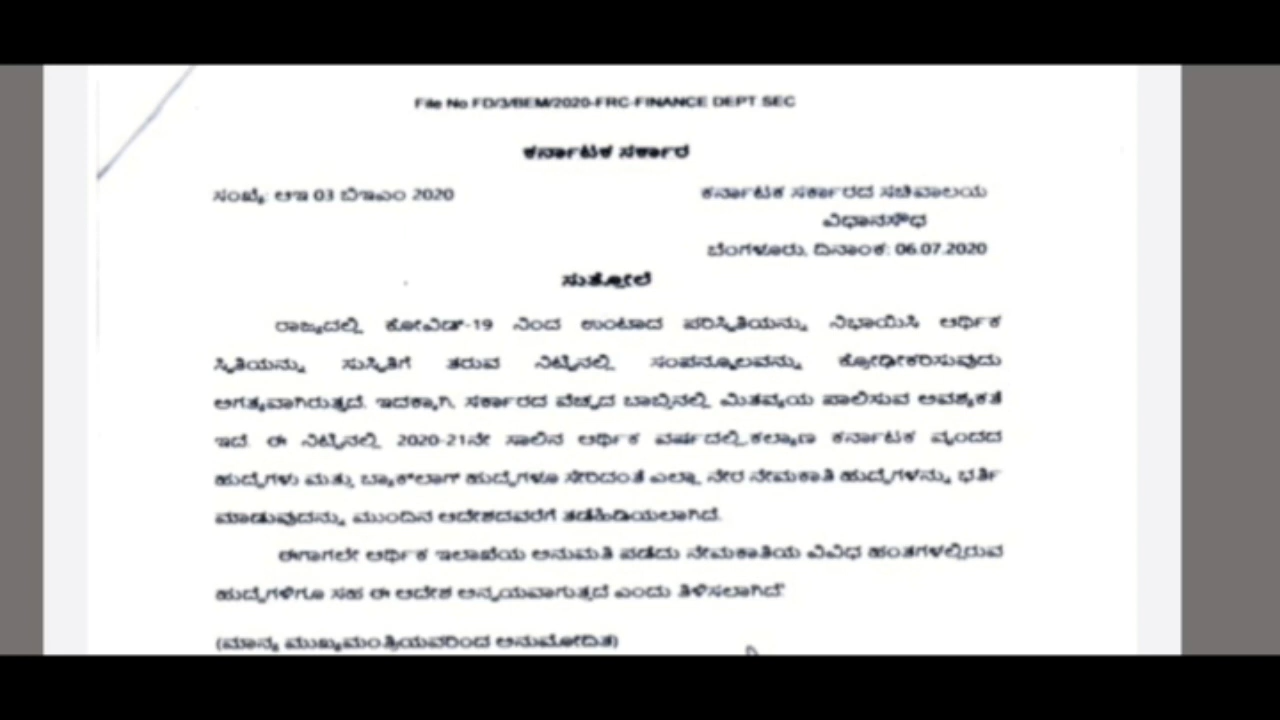 File No FD/3/BEM/2020-FRC-FINANCE DEPT SEC
ಕರ್ನಾಟಕ ಸರ್ಕಾರ
ಸಂಖ್ಯೆ: ಆಇ 03 ಬಿಇಎಂ 2020
ಕರ್ನಾಟಕ ಸರ್ಕಾರದ ಸಚಿವಾಲಯ
ವಿಧಾನಸೌಧ
ಬೆಂಗಳೂರು, ದಿನಾಂಕ: 06.07.2020
ಸುತ್ತೋಲೆ
ರಾಜ್ಯದಲ್ಲಿ ಕೋವಿಡ್-19 ನಿಂದ ಉಂಟಾದ ಪರಿಸ್ಥಿತಿಯನ್ನು ನಿಭಾಯಿಸಿ ಆರ್ಥಿಕ
ಸ್ಥಿತಿಯನ್ನು ಸುಸ್ಥಿತಿಗೆ ತರುವ ನಿಟ್ಟಿನಲ್ಲಿ ಸಂಪನ್ಮೂಲವನ್ನು ಕ್ರೋಢೀಕರಿಸುವುದು
ಅಗತ್ಯವಾಗಿರುತ್ತದೆ. ಇದಕ್ಕಾಗಿ, ಸರ್ಕಾರದ ವೆಚ್ಚದ ಬಾಬ್ತಿನಲ್ಲಿ ಮಿತವ್ಯಯ ಪಾಲಿಸುವ ಅವಶ್ಯಕತೆ
ಇದೆ. ಈ ನಿಟ್ಟಿನಲ್ಲಿ 2020-21ನೇ ಸಾಲಿನ ಆರ್ಥಿಕ ವರ್ಷದಲ್ಲಿ ಕಲ್ಯಾಣ ಕರ್ನಾಟಕ ವೃಂದದ
ಹುದ್ದೆಗಳು ಮತ್ತು ಬ್ಯಾಕ್‌ಲಾಗ್ ಹುದ್ದೆಗಳೂ ಸೇರಿದಂತೆ ಎಲ್ಲಾ ನೇರ ನೇಮಕಾತಿ ಹುದ್ದೆಗಳನ್ನು ಭರ್ತಿ
ಮಾಡುವುದನ್ನು ಮುಂದಿನ ಆದೇಶದವರೆಗೆ ತಡೆಹಿಡಿಯಲಾಗಿದೆ.
ಈಗಾಗಲೇ ಆರ್ಥಿಕ ಇಲಾಖೆಯ ಅನುಮತಿ ಪಡೆದು ನೇಮಕಾತಿಯ ವಿವಿಧ ಹಂತಗಳಲ್ಲಿರುವ
ಹುದ್ದೆಗಳಿಗೂ ಸಹ ಈ ಆದೇಶ ಅನ್ವಯವಾಗುತ್ತದೆ ಎಂದು ತಿಳಿಸಲಾಗಿದೆ.
(ಮಾನ್ಯ ಮುಖ್ಯಮಂತ್ರಿಯವರಿಂದ ಅನುಮೋದಿತ)